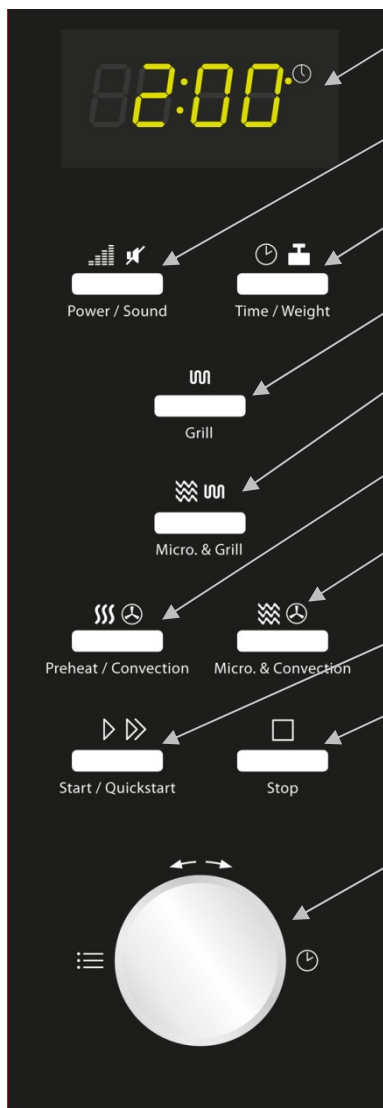 2:00
Power / Sound
Time / Weight
Grill
Micro. & Grill
Preheat / Convection
Micro. & Convection
Start / Quickstart
Stop